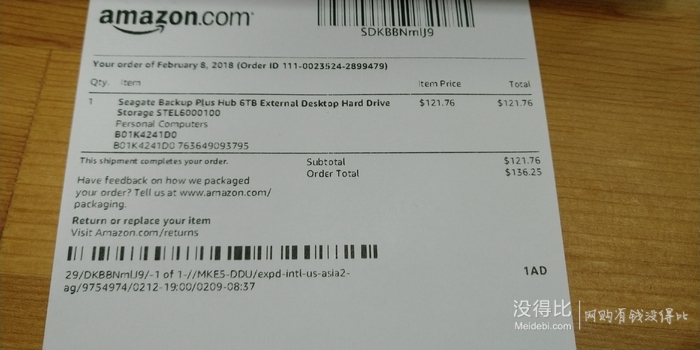 amazon.com
SDKBBNmlJ9
Your order of February 8, 2018 (Order ID 111-0023524-2899479)
Qty. Item Item Price Total
1 Seagate Backup Plus Hub 6TB External Desktop Hard Drive $121.76 $121.76
Storage STEL6000100
Personal Computers
B01K4241D0
B01K4241D0 763649093795
This shipment completes your order. Subtotal $121.76
Order Total $136.25
Have feedback on how we packaged
your order? Tell us at www.amazon.com/
packaging.
Return or replace your item
Visit Amazon.com/returns
29/DKBBNmlJ9/-1 of 1-//MKE5-DDU/expd-intl-us-asia2- 1AD
ag/9754974/0212-19:00/0209-08:37
没得比 网购有钱没得比
Meidebi.com